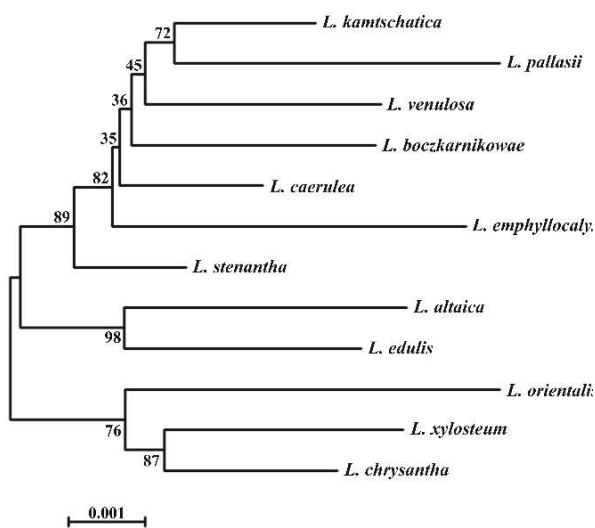 L. kamtschatica
72
L. pallasii
45
L. venulosa
36
L. boczkarnikowae
35
L. caerulea
82
L. emphyllocaly.
89
L. stenantha
L. altaica
98
L. edulis
L. orientalis
76
L. xylosteum
87
L. chrysantha
0.001